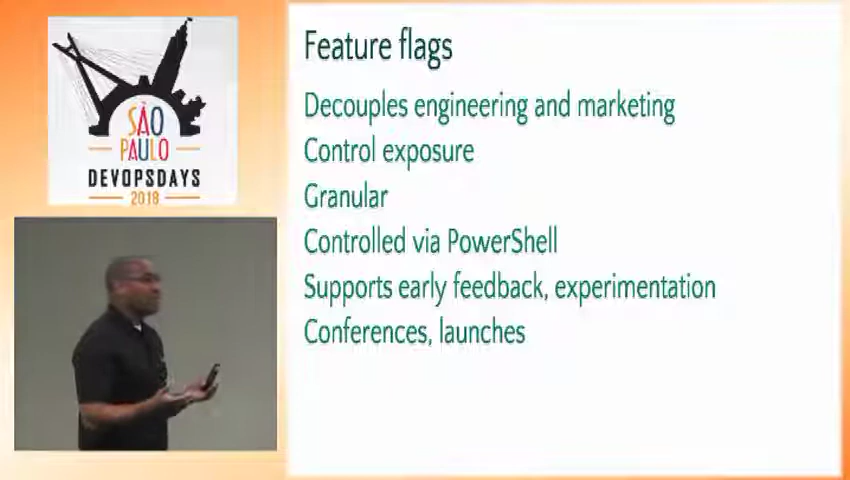 SÃO
PAULO
DEVOPSDAYS
2018
Feature flags
Decouples engineering and marketing
Control exposure
Granular
Controlled via PowerShell
Supports early feedback, experimentation
Conferences, launches